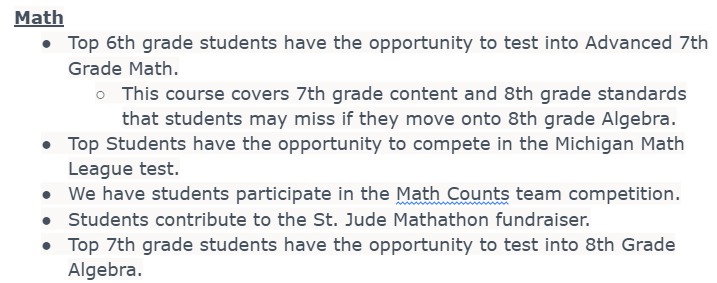 Math
● Top 6th grade students have the opportunity to test into Advanced 7th
Grade Math.
○ This course covers 7th grade content and 8th grade standards
that students may miss if they move onto 8th grade Algebra.
● Top Students have the opportunity to compete in the Michigan Math
League test.
● We have students participate in the Math Counts team competition.
● Students contribute to the St. Jude Mathathon fundraiser.
● Top 7th grade students have the opportunity to test into 8th Grade
Algebra.